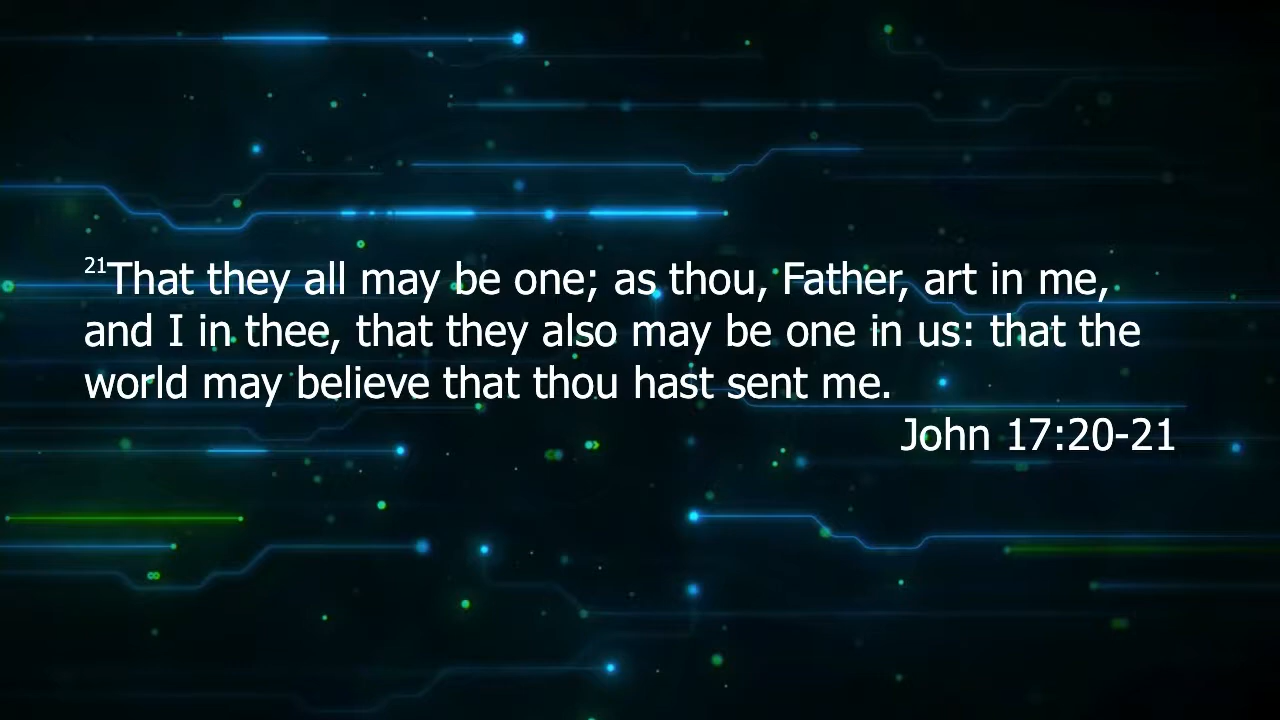 21That they all may be one; as thou, Father, art in me,
and I in thee, that they also may be one in us: that the
world may believe that thou hast sent me.
John 17:20-21